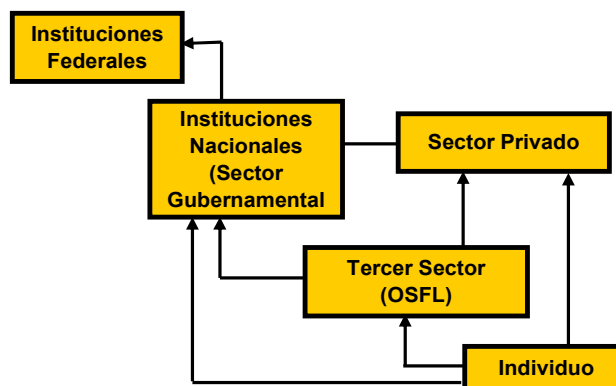 Instituciones
Federales
Instituciones
Nacionales
(Sector
Gubernamental
Sector Privado
Tercer Sector
(OSFL)
Individuo